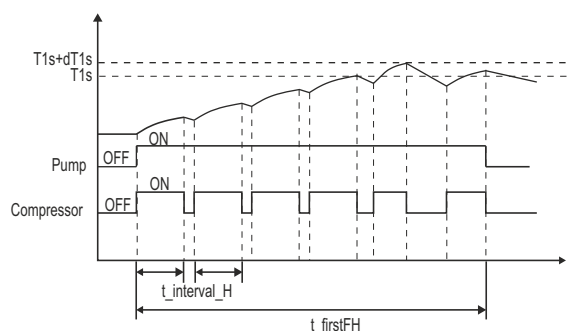 T1s+dT1s
T1s
ON
OFF
Pump
ON
OFF
Compressor
t_interval_H
t_firstFH